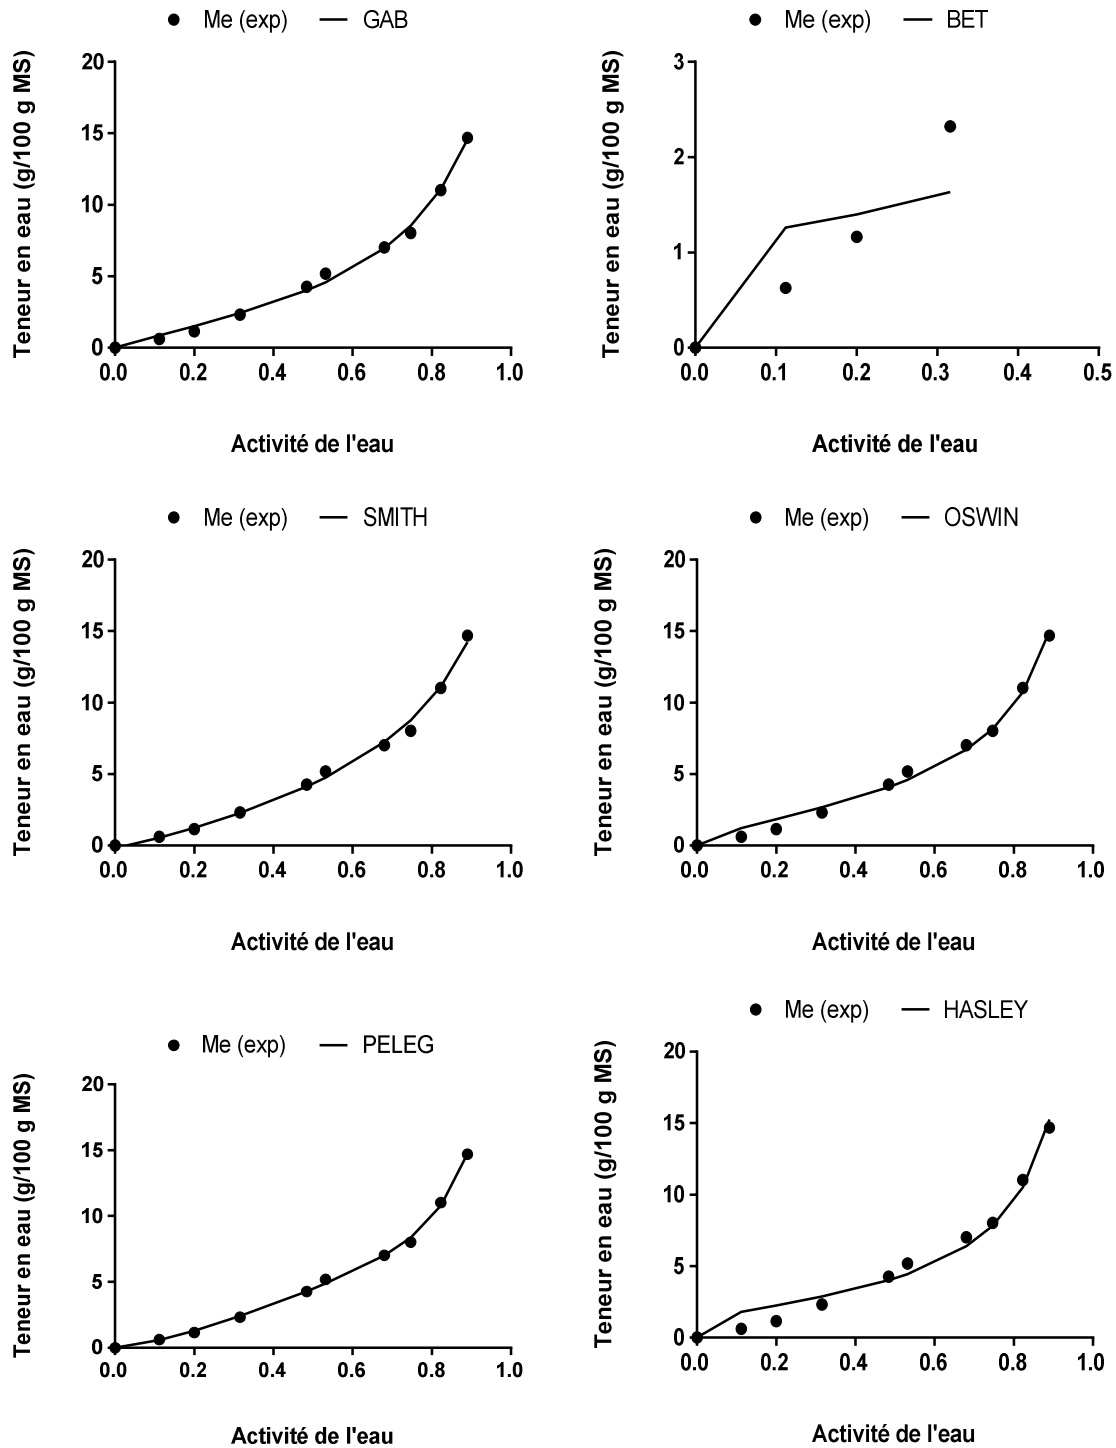 Me (exp) GAB
Teneur en eau (g/100 g MS)
20
15
10
5
0
0.0 0.2 0.4 0.6 0.8 1.0
Activité de l'eau
Me (exp) BET
Teneur en eau (g/100 g MS)
3
2
1
0
0.0 0.1 0.2 0.3 0.4 0.5
Activité de l'eau
Me (exp) SMITH
Teneur en eau (g/100 g MS)
20
15
10
5
0
0.0 0.2 0.4 0.6 0.8 1.0
Activité de l'eau
Me (exp) OSWIN
Teneur en eau (g/100 g MS)
20
15
10
5
0
0.0 0.2 0.4 0.6 0.8 1.0
Activité de l'eau
Me (exp) PELEG
Teneur en eau (g/100 g MS)
20
15
10
5
0
0.0 0.2 0.4 0.6 0.8 1.0
Activité de l'eau
Me (exp) HASLEY
Teneur en eau (g/100 g MS)
20
15
10
5
0
0.0 0.2 0.4 0.6 0.8 1.0
Activité de l'eau